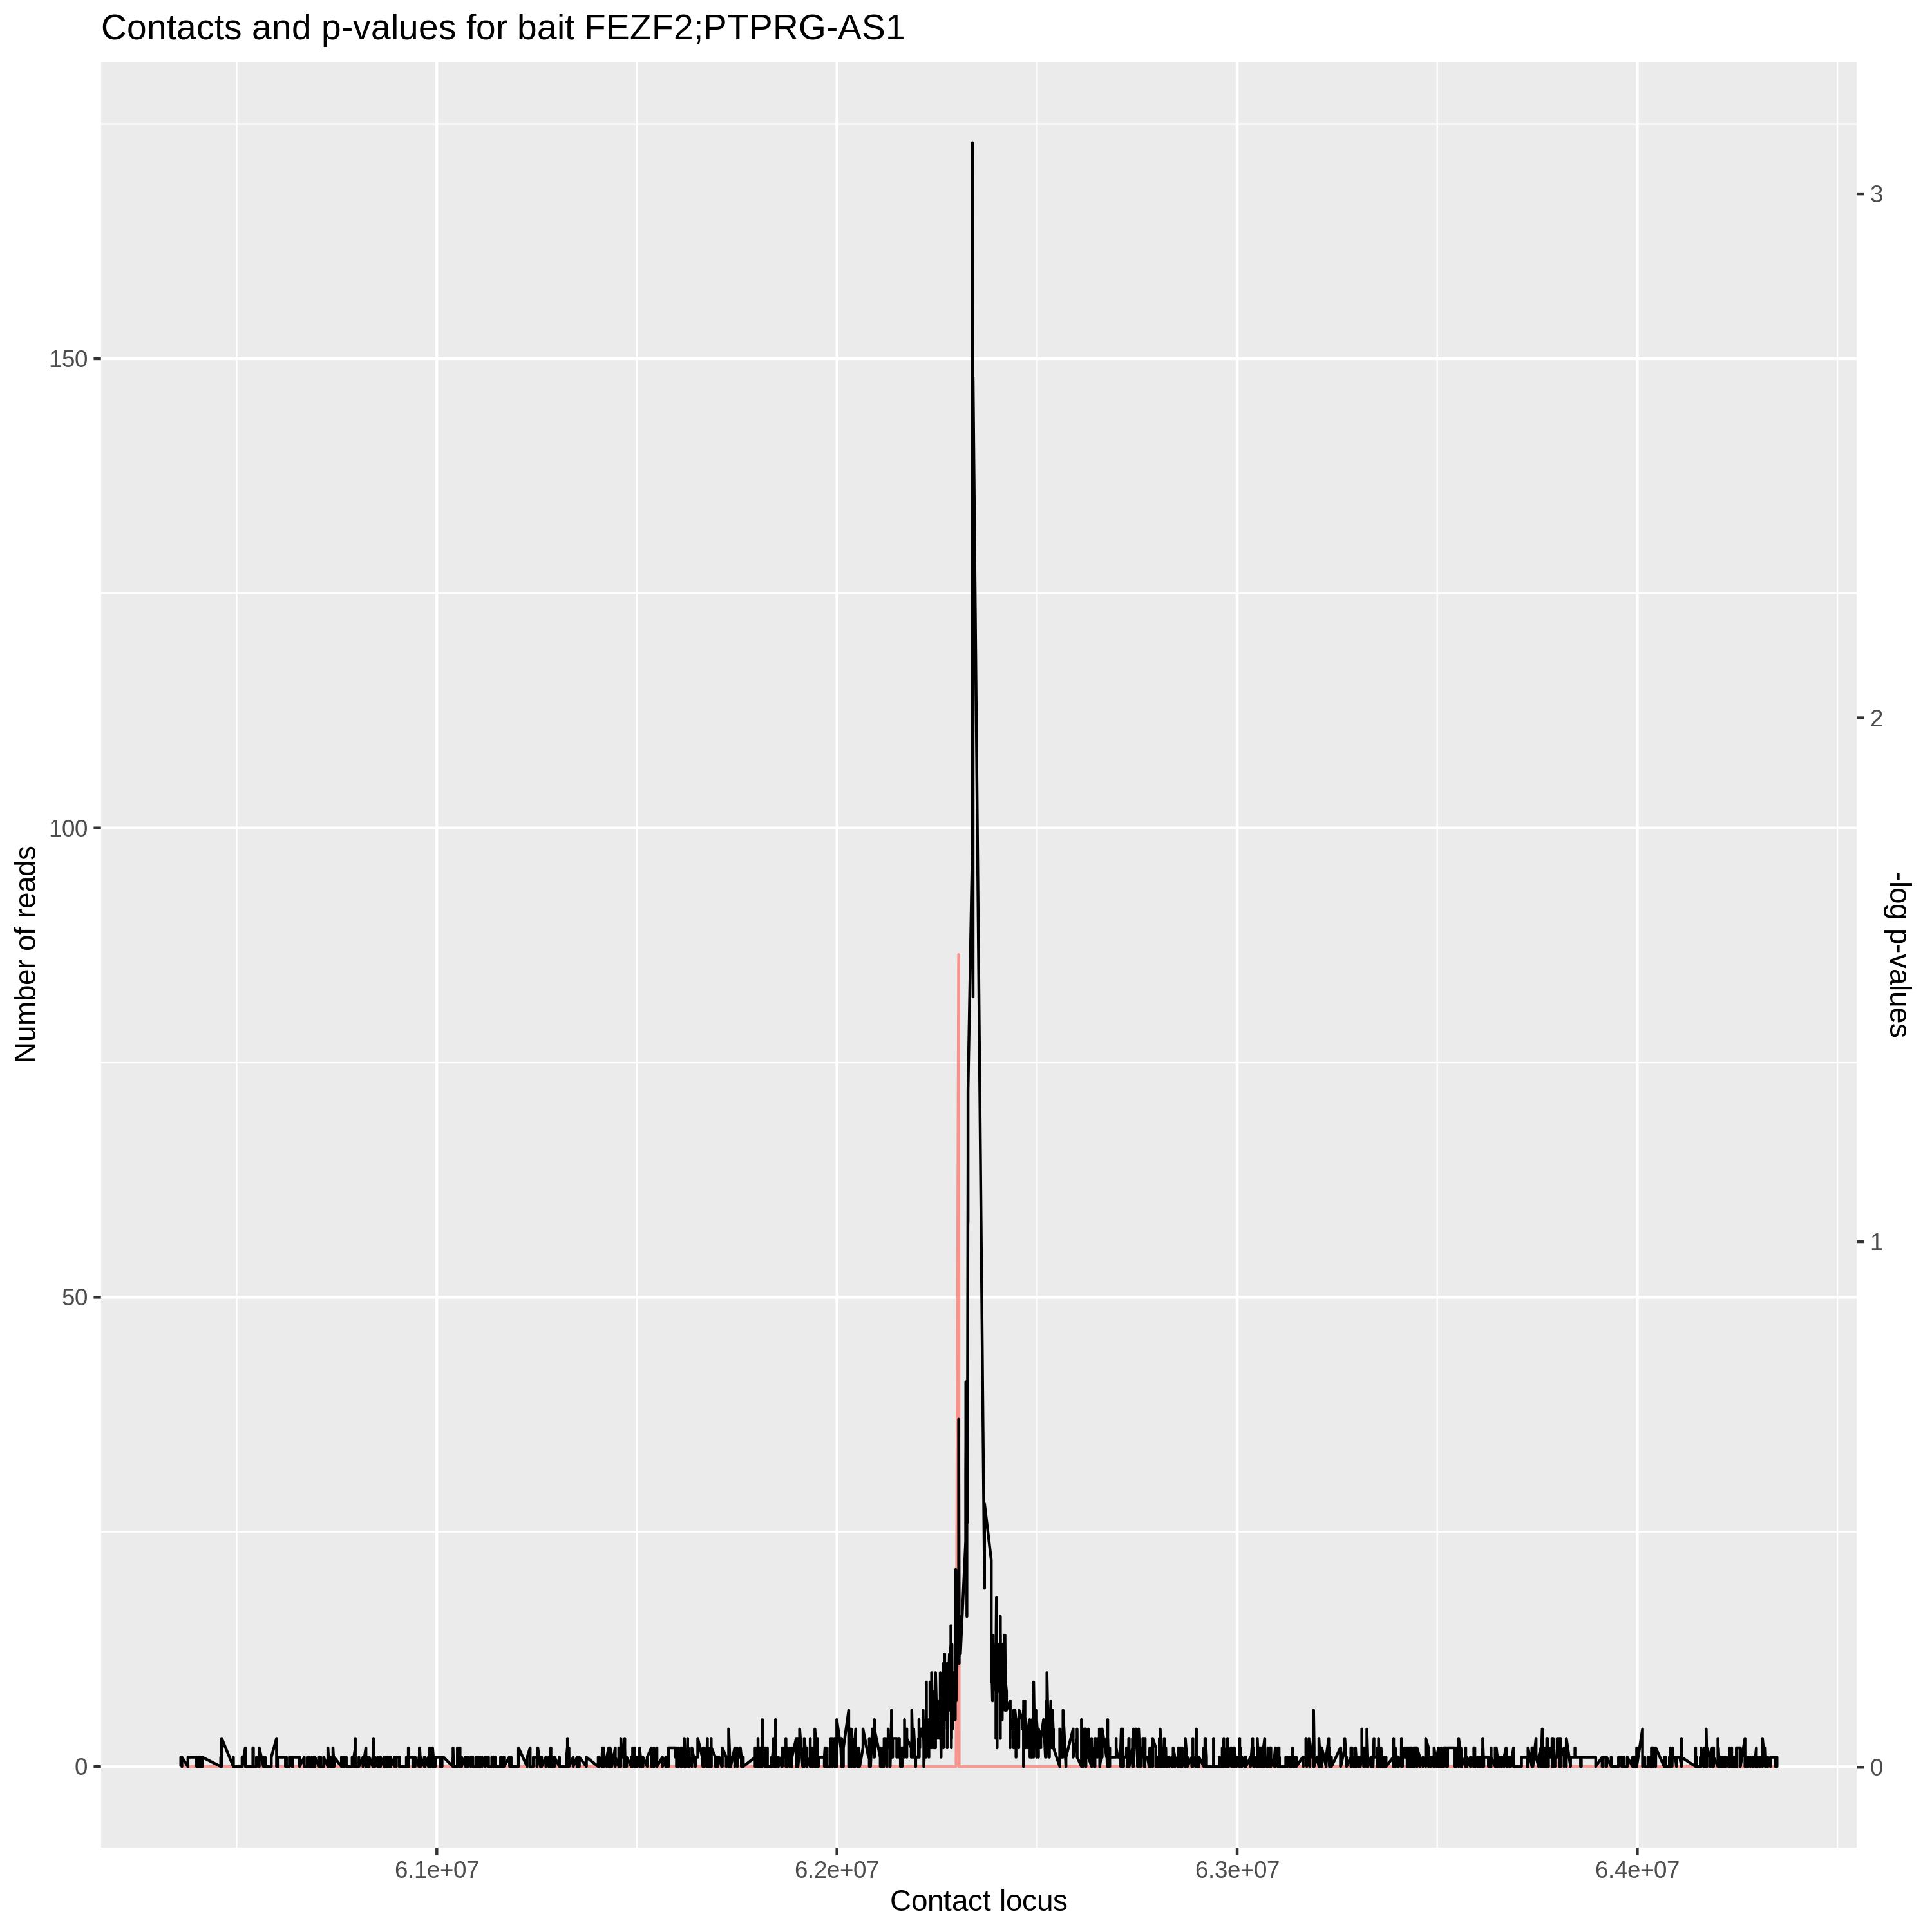 Contacts and p-values for bait FEZF2;PTPRG-AS1
150
100
50
0
Number of reads
3
2
1
0
-log p-values
6.1e+07
6.2e+07
6.3e+07
6.4e+07
Contact locus